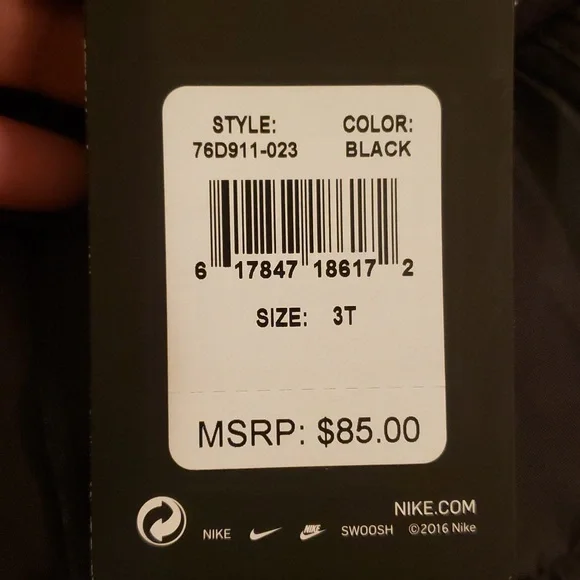 STYLE: COLOR:
76D911-023 BLACK
6 17847 18617 2
SIZE: 3T
MSRP: $85.00
NIKE.COM
NIKE NIKE SWOOSH ©2016 Nike